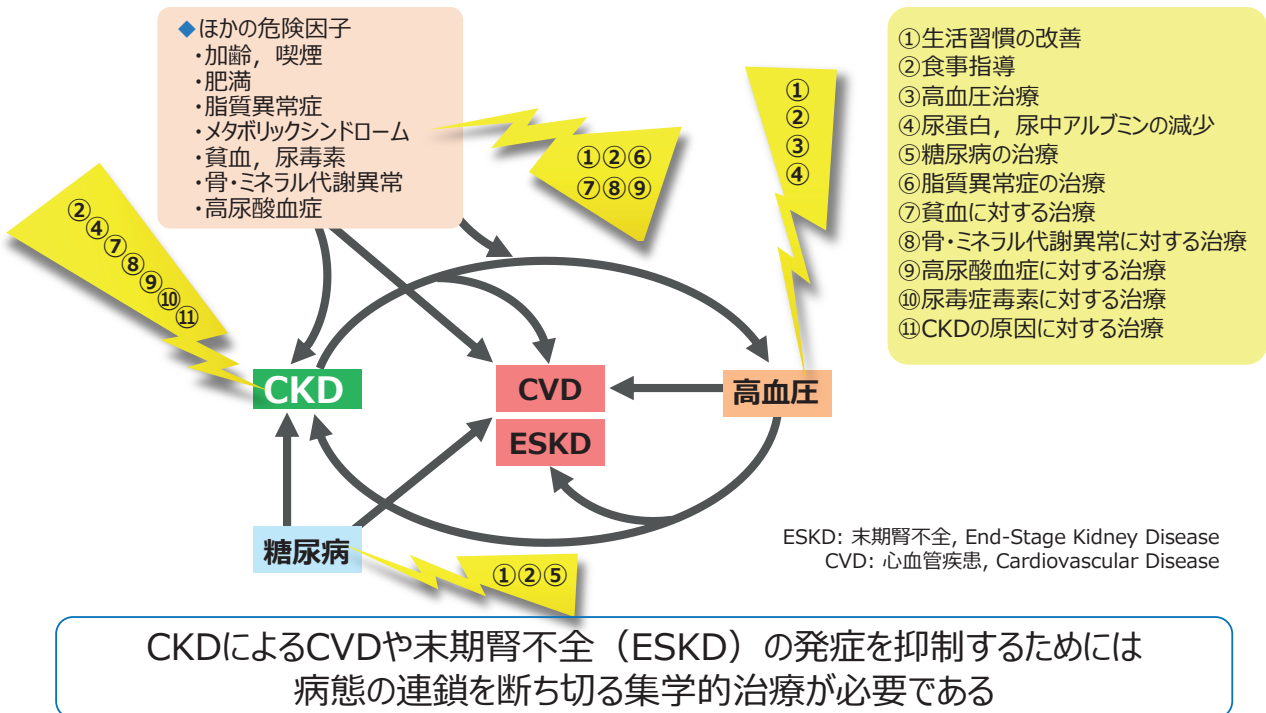 ◆ほかの危険因子
・加齢，喫煙
・肥満
・脂質異常症
・メタボリックシンドローム
・貧血，尿毒素
・骨・ミネラル代謝異常
・高尿酸血症
①②⑥
⑦⑧⑨
①
②
③
④
①生活習慣の改善
②食事指導
③高血圧治療
④尿蛋白，尿中アルブミンの減少
⑤糖尿病の治療
⑥脂質異常症の治療
⑦貧血に対する治療
⑧骨・ミネラル代謝異常に対する治療
⑨高尿酸血症に対する治療
⑩尿毒症毒素に対する治療
⑪CKDの原因に対する治療
②
④
⑦
⑧
⑨
⑩
⑪
CKD
CVD
ESKD
高血圧
糖尿病
①②⑤
ESKD: 末期腎不全, End-Stage Kidney Disease
CVD: 心血管疾患, Cardiovascular Disease
CKDによるCVDや末期腎不全（ESKD）の発症を抑制するためには
病態の連鎖を断ち切る集学的治療が必要である